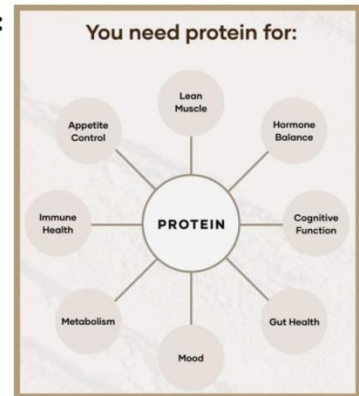 :
You need protein for:
Lean
Muscle
Hormone
Balance
Cognitive
Function
Gut Health
Mood
Metabolism
Immune
Health
Appetite
Control
PROTEIN